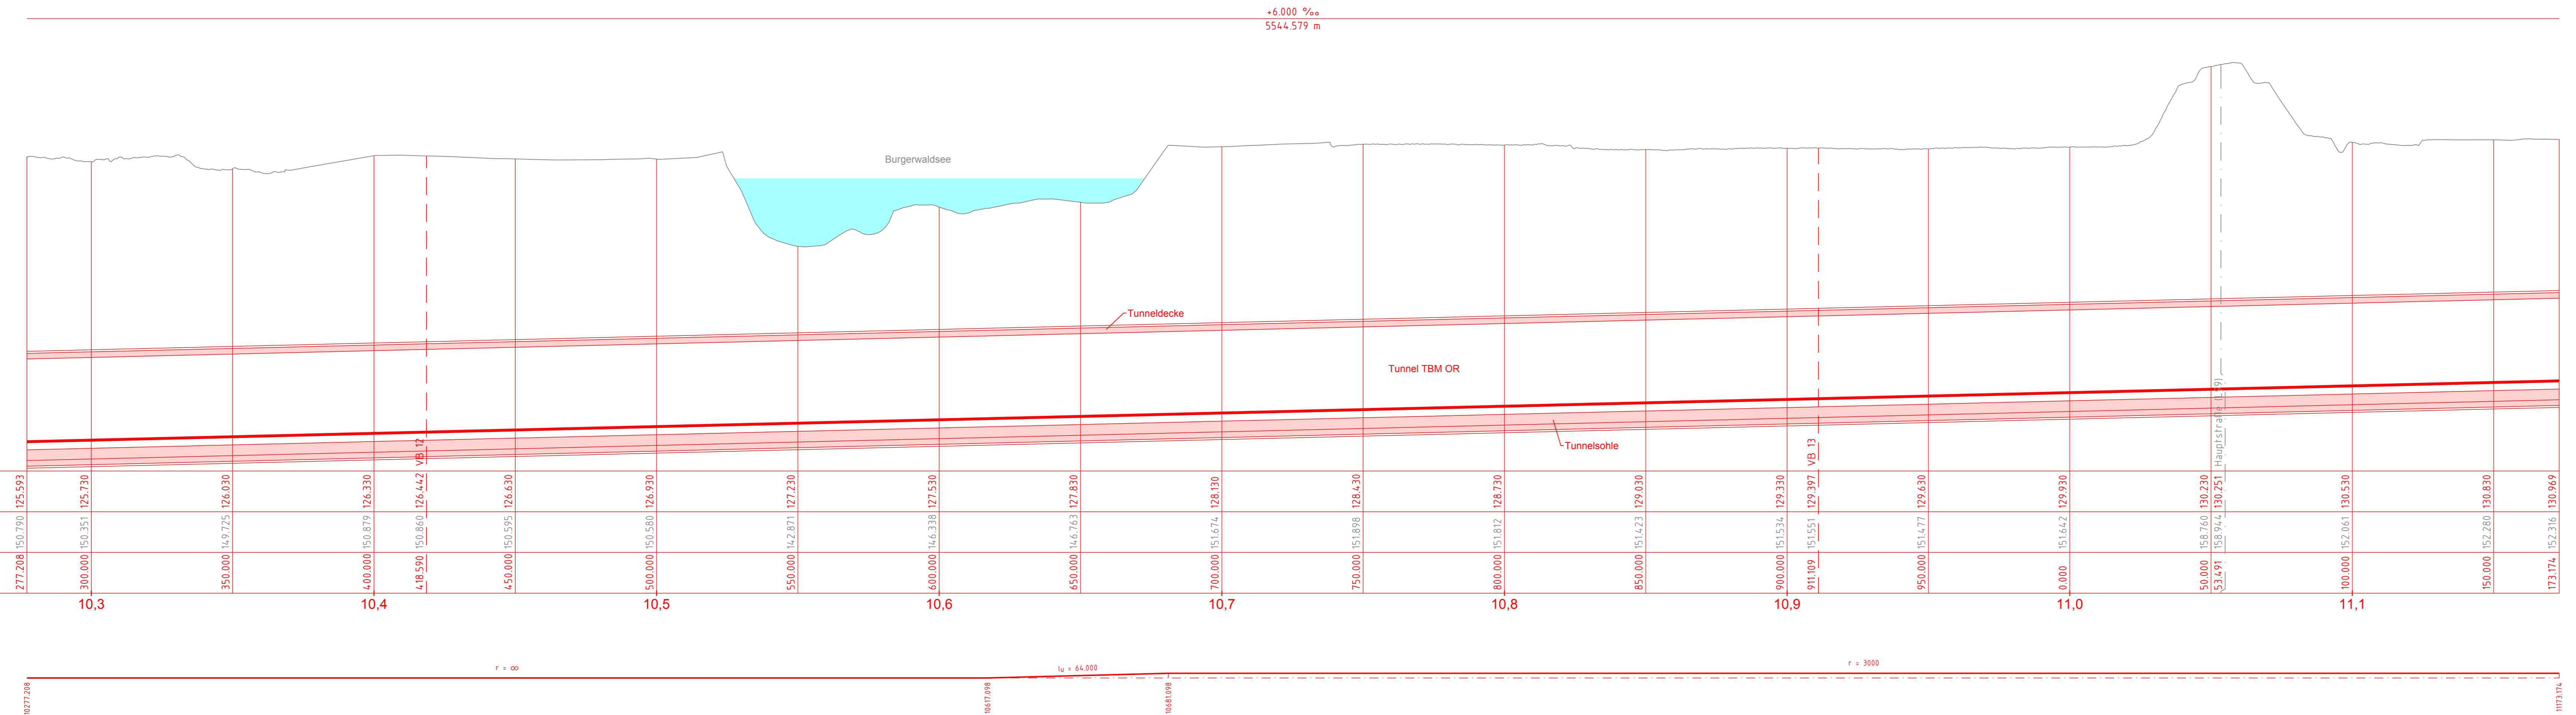 +6.000 ‰
5544.579 m
Burgerwaldsee
Tunneldecke
Tunnel TBM OR
Tunnelsohle
VB 12
VB 13
Hauptstraße (L 19)
125.593 125.730 126.030 126.330 126.442 126.630 126.930 127.230 127.530 127.830 128.130 128.430 128.730 129.030 129.330 129.397 129.630 129.930 130.230 130.251 130.530 130.830 130.969
150.790 150.351 149.725 150.879 150.860 150.595 150.580 142.871 146.338 146.763 151.674 151.898 151.812 151.423 151.534 151.551 151.477 151.642 158.760 158.944 152.061 152.280 152.316
277.208 300.000 350.000 400.000 418.590 450.000 500.000 550.000 600.000 650.000 700.000 750.000 800.000 850.000 900.000 911.109 950.000 0.000 50.000 53.491 100.000 150.000 173.174
10,3 10,4 10,5 10,6 10,7 10,8 10,9 11,0 11,1
r = ∞ lu = 64.000 r = 3000
10277.208 10617.098 10681.098 11173.174